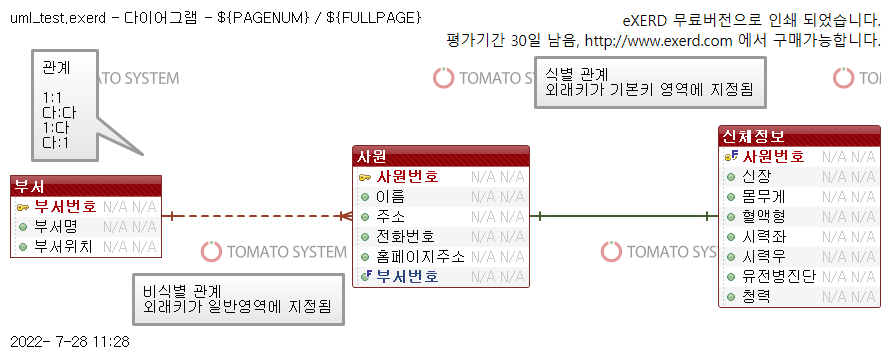 uml_test.exerd - 다이어그램 - ${PAGENUM} / ${FULLPAGE}
eXERD 무료버전으로 인쇄 되었습니다.
평가기간 30일 남음, http://www.exerd.com 에서 구매가능합니다.
관계
1:1
다:다
1:다
다:1
TOMATO SYSTEM
TOMATO SYSTEM
식별 관계
외래키가 기본키 영역에 지정됨
부서
부서번호 N/A N/A
부서명 N/A N/A
부서위치 N/A N/A
사원
사원번호 N/A N/A
이름 N/A N/A
주소 N/A N/A
전화번호 N/A N/A
홈페이지주소 N/A N/A
부서번호 N/A N/A
신체정보
사원번호 N/A N/A
신장 N/A N/A
몸무게 N/A N/A
혈액형 N/A N/A
시력좌 N/A N/A
시력우 N/A N/A
유전병진단 N/A N/A
청력 N/A N/A
TOMATO SYSTEM
TOMATO SYST
비식별 관계
외래키가 일반영역에 지정됨
2022- 7-28 11:28